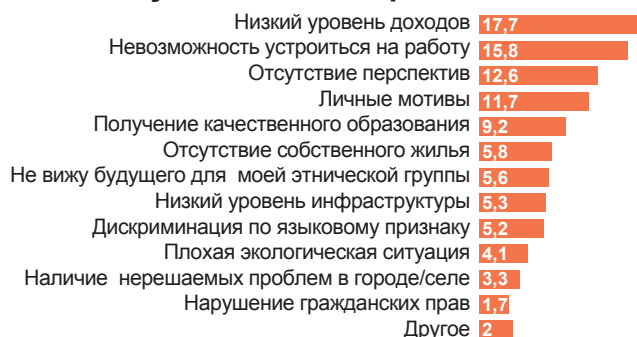 Низкий уровень доходов 17,7
Невозможность устроиться на работу 15,8
Отсутствие перспектив 12,6
Личные мотивы 11,7
Получение качественного образования 9,2
Отсутствие собственного жилья 5,8
Не вижу будущего для моей этнической группы 5,6
Низкий уровень инфраструктуры 5,3
Дискриминация по языковому признаку 5,2
Плохая экологическая ситуация 4,1
Наличие нерешаемых проблем в городе/селе 3,3
Нарушение гражданских прав 1,7
Другое 2